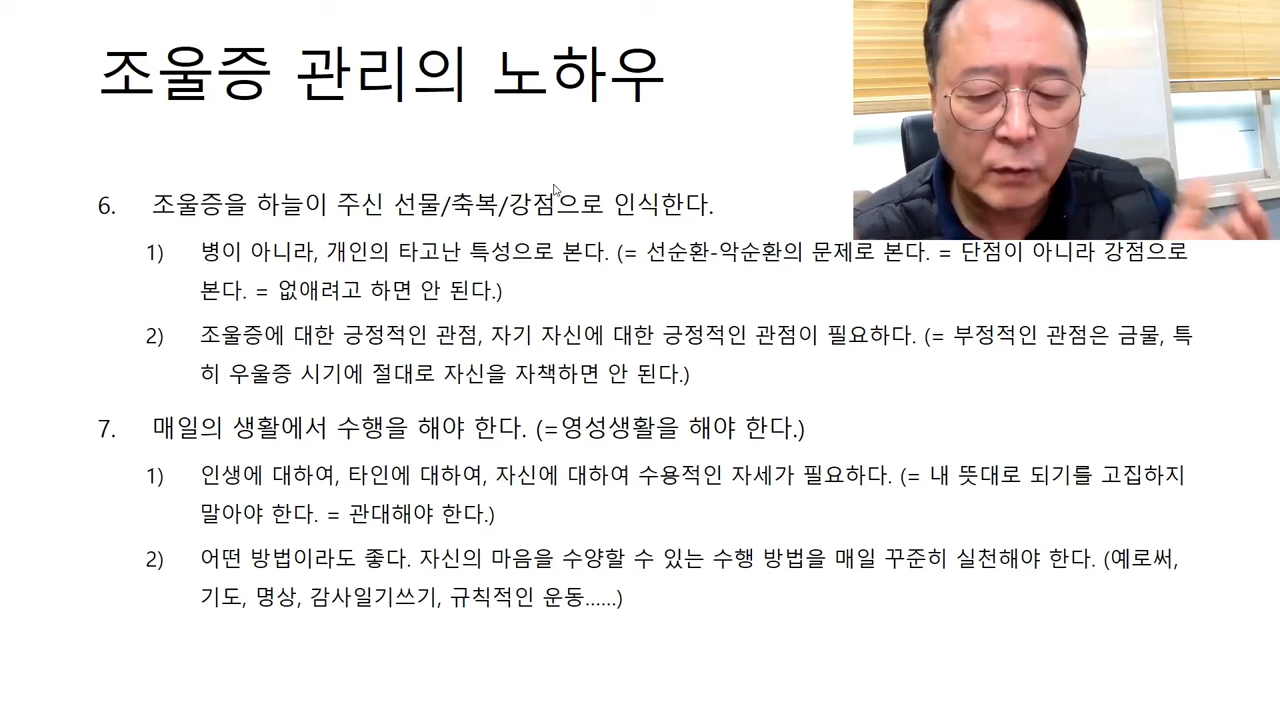 조울증 관리의 노하우
6. 조울증을 하늘이 주신 선물/축복/강점으로 인식한다.
1) 병이 아니라, 개인의 타고난 특성으로 본다. (= 선순환-악순환의 문제로 본다. = 단점이 아니라 강점으로
본다. = 없애려고 하면 안 된다.)
2) 조울증에 대한 긍정적인 관점, 자기 자신에 대한 긍정적인 관점이 필요하다. (= 부정적인 관점은 금물, 특
히 우울증 시기에 절대로 자신을 자책하면 안 된다.)
7. 매일의 생활에서 수행을 해야 한다. (=영성생활을 해야 한다.)
1) 인생에 대하여, 타인에 대하여, 자신에 대하여 수용적인 자세가 필요하다. (= 내 뜻대로 되기를 고집하지
말아야 한다. = 관대해야 한다.)
2) 어떤 방법이라도 좋다. 자신의 마음을 수양할 수 있는 수행 방법을 매일 꾸준히 실천해야 한다. (예로써,
기도, 명상, 감사일기쓰기, 규칙적인 운동......)